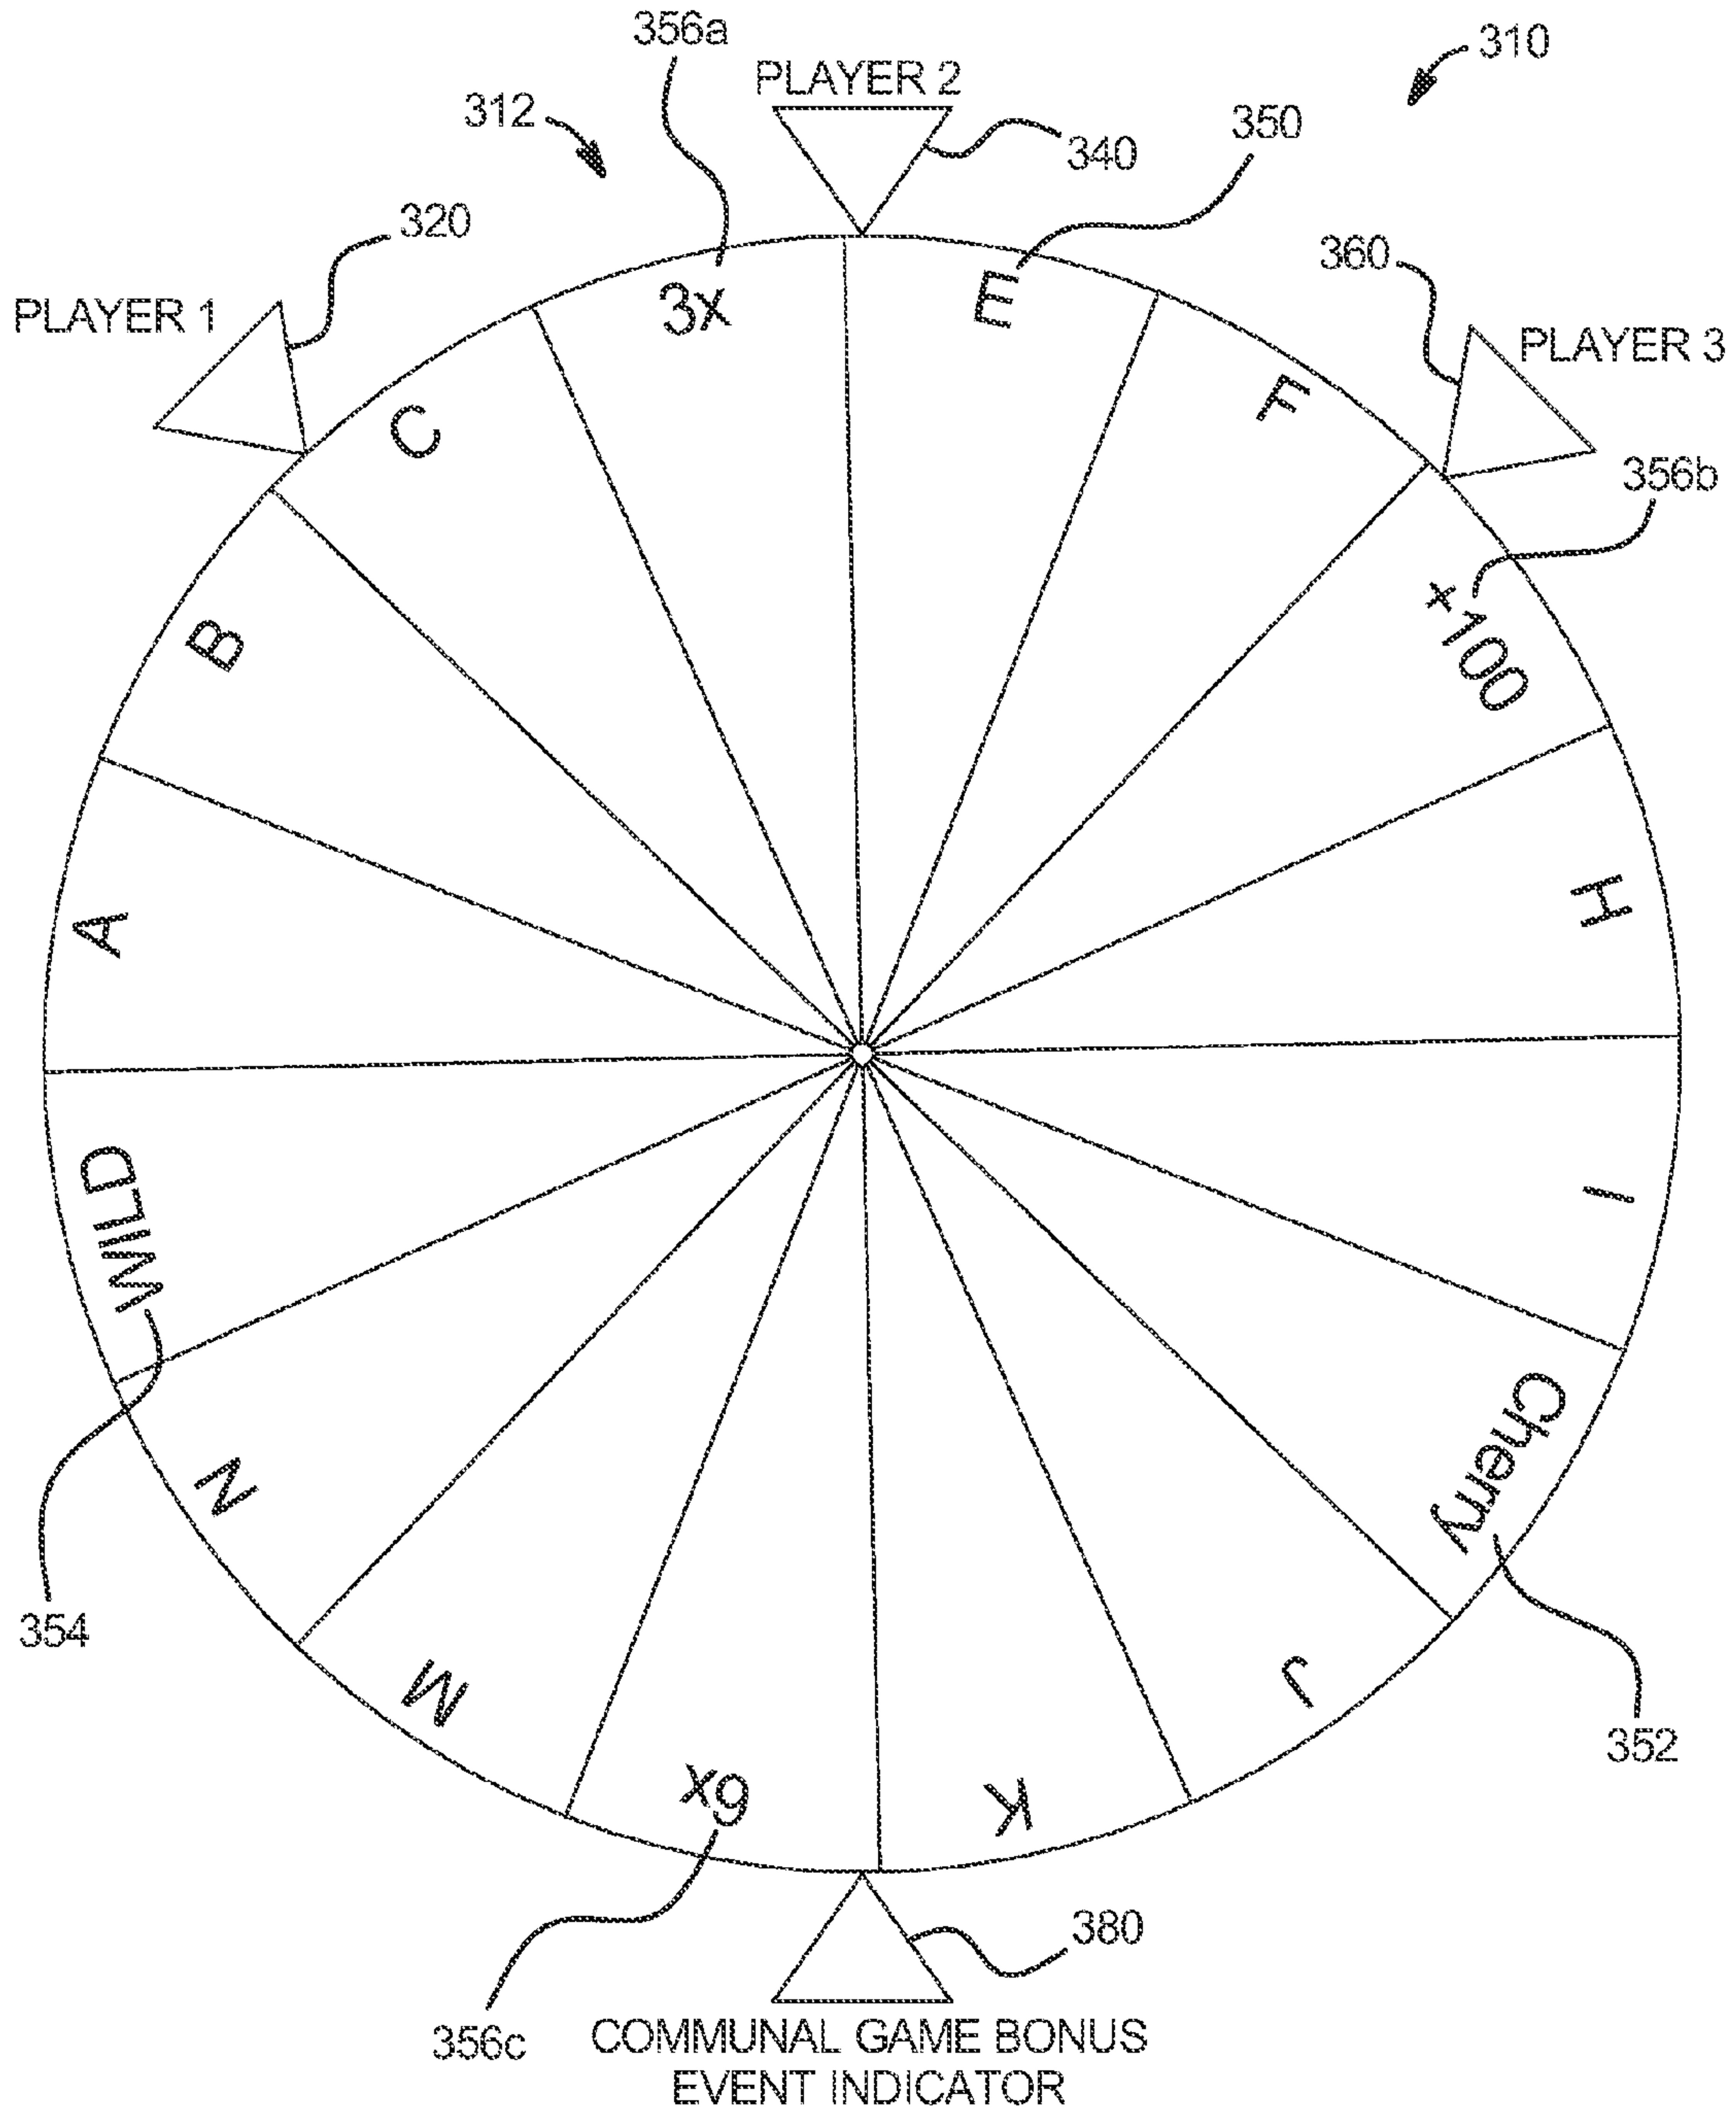 356a
310
PLAYER 2
312
350
340
320
360
PLAYER 1
3x
E
PLAYER 3
F
C
356b
+100
B
H
A
I
WILD
Cherry
N
354
J
M
352
6x
K
380
356c
COMMUNAL GAME BONUS
EVENT INDICATOR